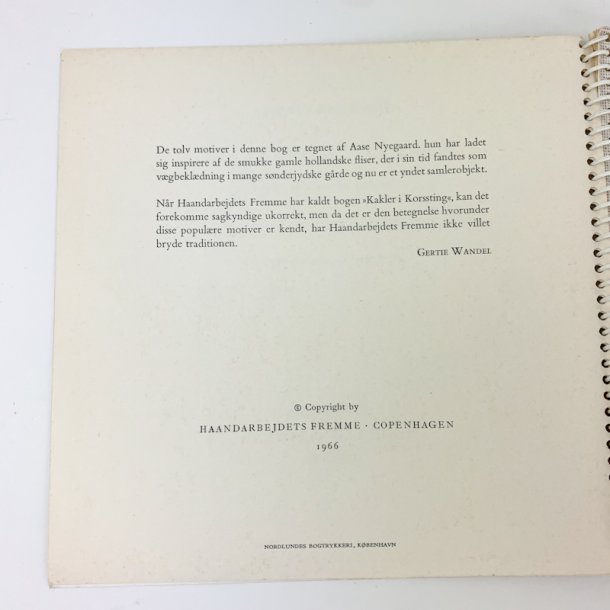 De tolv motiver i denne bog er tegnet af Aase Nyegaard. hun har ladet
sig inspirere af de smukke gamle hollandske fliser, der i sin tid fandtes som
vægbeklædning i mange sønderjydske gårde og nu er et yndet samlerobjekt.
Når Haandarbejdets Fremme har kaldt bogen »Kakler i Korssting«, kan det
forekomme sagkyndige ukorrekt, men da det er den betegnelse hvorunder
disse populære motiver er kendt, har Haandarbejdets Fremme ikke villet
bryde traditionen.
Gertie Wandel
© Copyright by
HAANDARBEJDETS FREMME · COPENHAGEN
1966
NORDLUNDES BOGTRYKKERI, KØBENHAVN